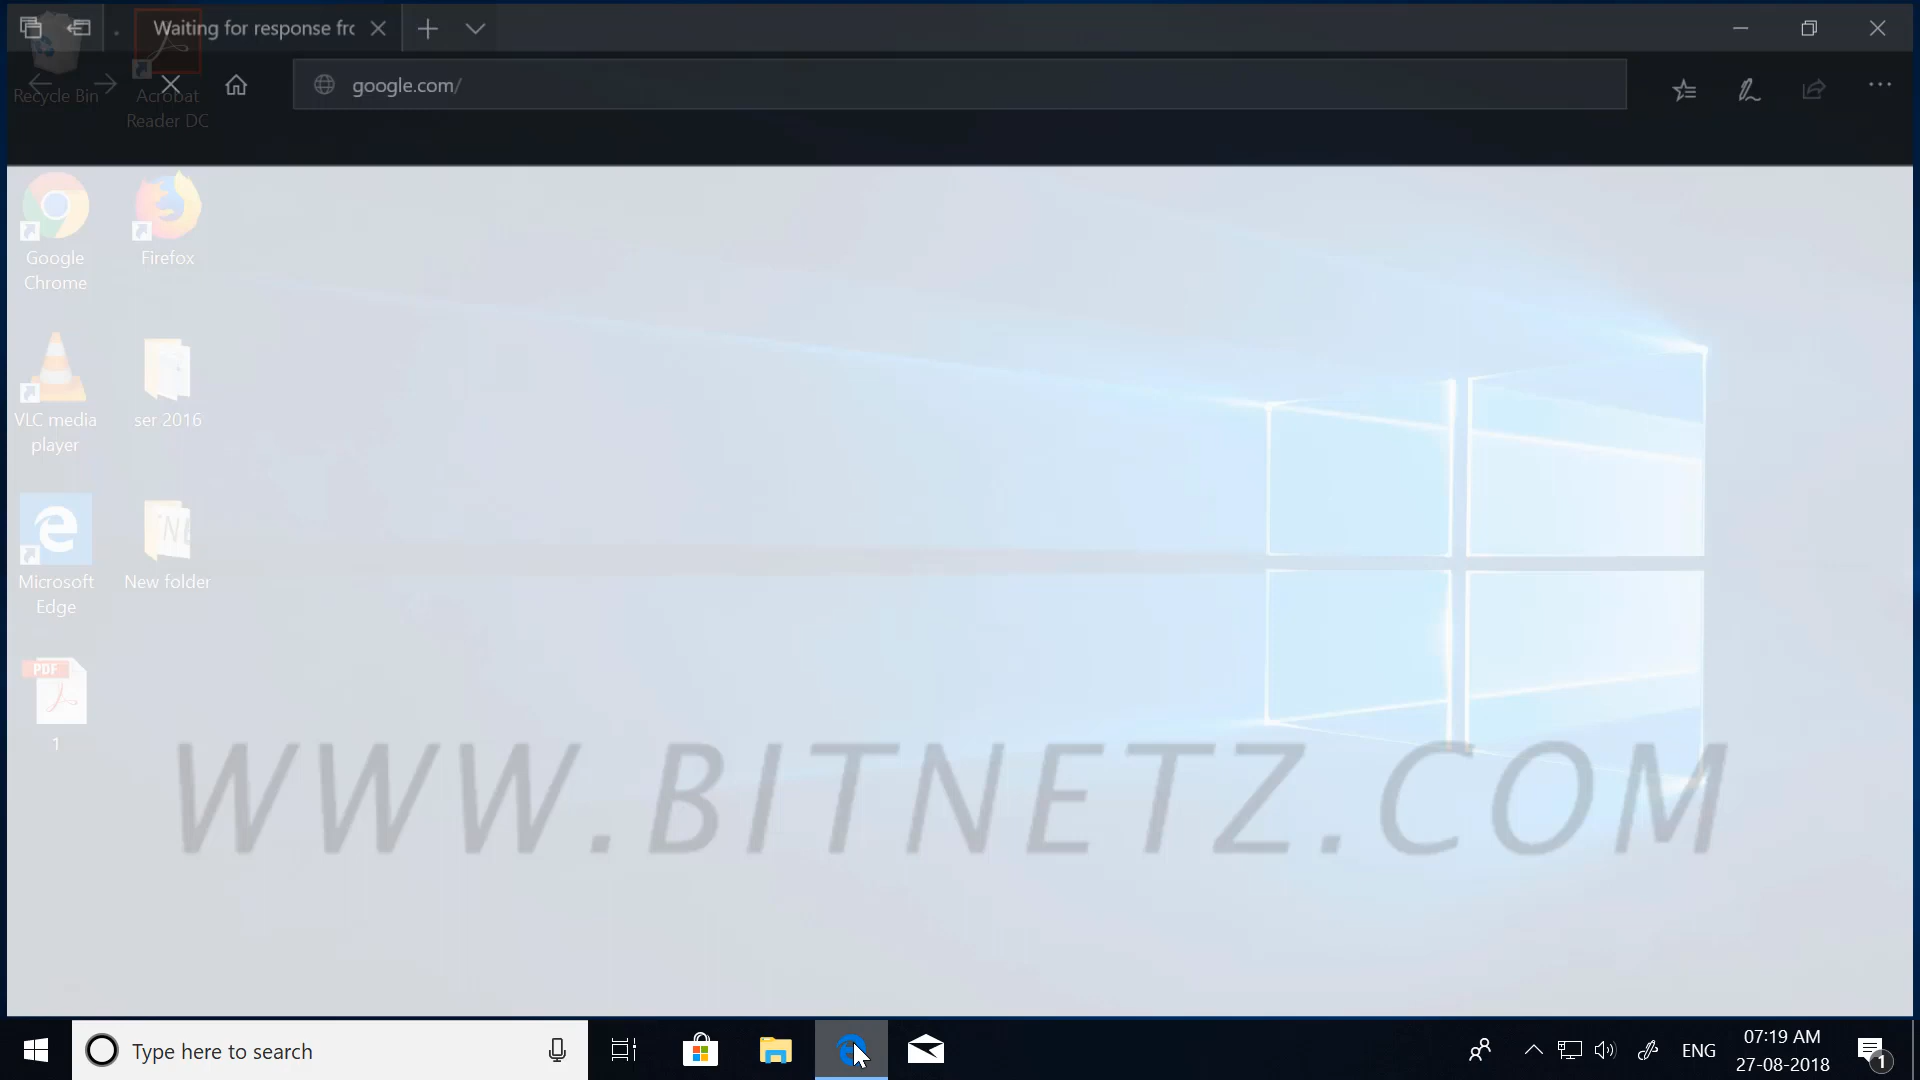 Waiting for response fro
google.com/
Recycle Bin
Acrobat
Reader DC
Google
Chrome
Firefox
VLC media
player
ser 2016
Microsoft
Edge
New folder
PDF
1
WWW.BITNETZ.COM
Type here to search
ENG
07:19 AM
27-08-2018
1